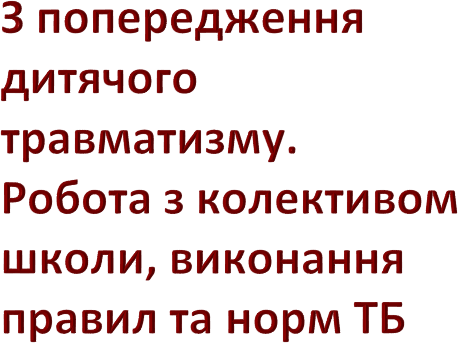 З попередження
дитячого
травматизму.
Робота з колективом
школи, виконання
правил та норм ТБ